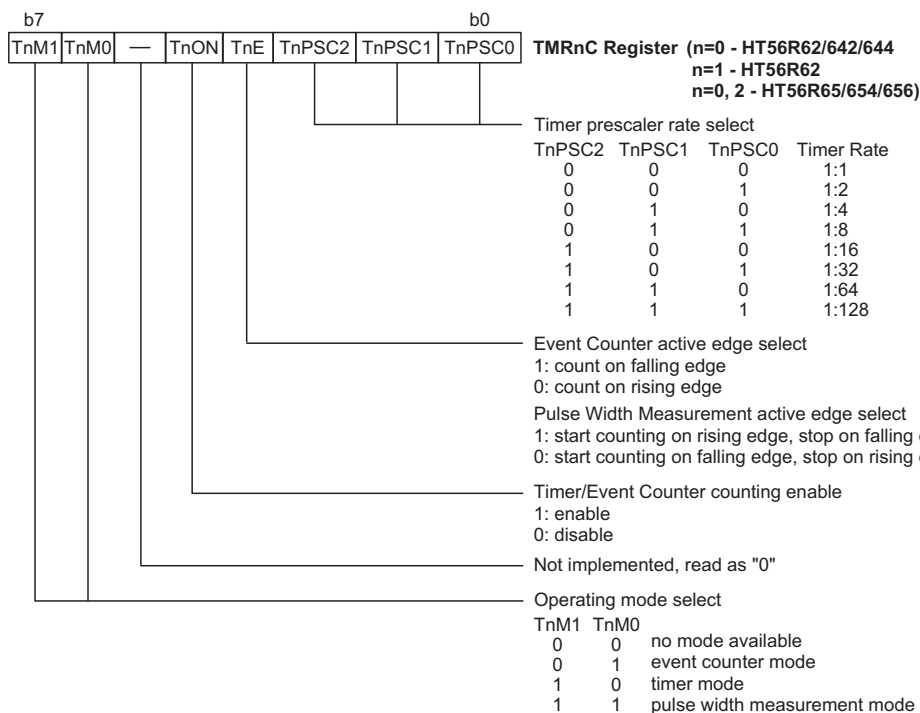 b7 b0
TnM1 TnM0 — TnON TnE TnPSC2 TnPSC1 TnPSC0
TMRnC Register (n=0 - HT56R62/642/644
n=1 - HT56R62
n=0, 2 - HT56R65/654/656)
Timer prescaler rate select
TnPSC2 TnPSC1 TnPSC0 Timer Rate
0 0 0 1:1
0 0 1 1:2
0 1 0 1:4
0 1 1 1:8
1 0 0 1:16
1 0 1 1:32
1 1 0 1:64
1 1 1 1:128
Event Counter active edge select
1: count on falling edge
0: count on rising edge
Pulse Width Measurement active edge select
1: start counting on rising edge, stop on falling
0: start counting on falling edge, stop on rising
Timer/Event Counter counting enable
1: enable
0: disable
Not implemented, read as "0"
Operating mode select
TnM1 TnM0
0 0 no mode available
0 1 event counter mode
1 0 timer mode
1 1 pulse width measurement mode